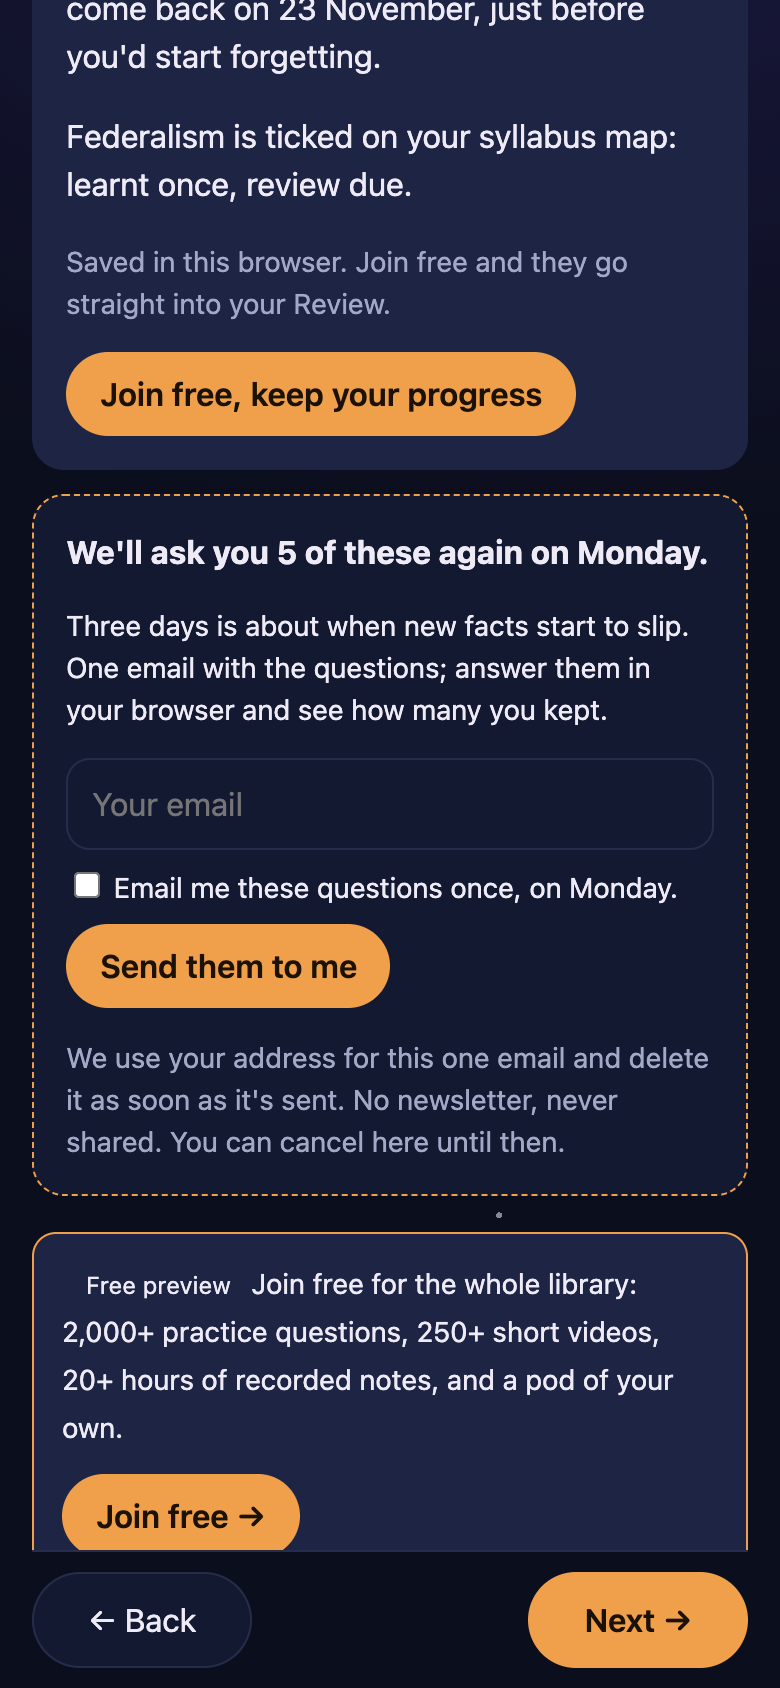 come back on 23 November, just before
you'd start forgetting.
Federalism is ticked on your syllabus map:
learnt once, review due.
Saved in this browser. Join free and they go
straight into your Review.
Join free, keep your progress
We'll ask you 5 of these again on Monday.
Three days is about when new facts start to slip.
One email with the questions; answer them in
your browser and see how many you kept.
Your email
Email me these questions once, on Monday.
Send them to me
We use your address for this one email and delete
it as soon as it's sent. No newsletter, never
shared. You can cancel here until then.
Free preview Join free for the whole library:
2,000+ practice questions, 250+ short videos,
20+ hours of recorded notes, and a pod of your
own.
Join free →
← Back
Next →